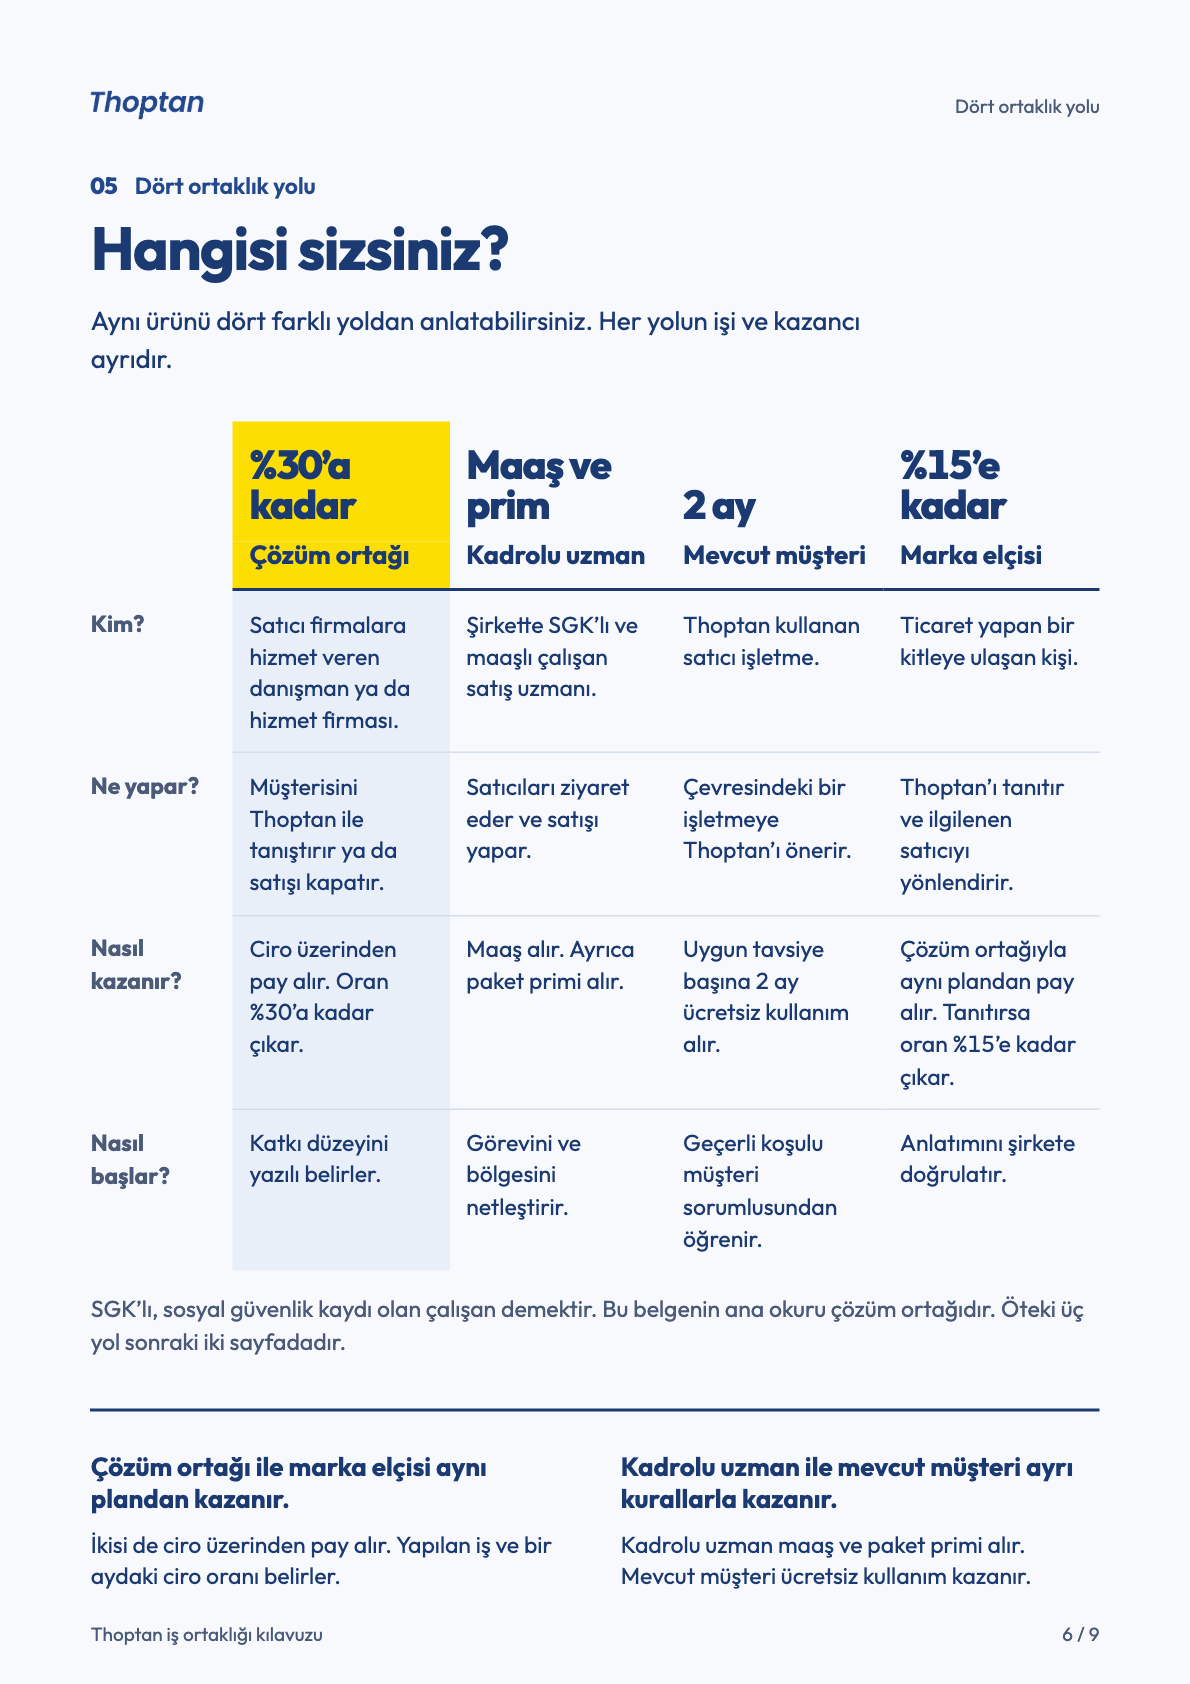 Thoptan
Dört ortaklık yolu
05 Dört ortaklık yolu
Hangisi sizsiniz?
Aynı ürünü dört farklı yoldan anlatabilirsiniz. Her yolun işi ve kazancı
ayrıdır.
%30’a
kadar
Çözüm ortağı
Maaş ve
prim
Kadrolu uzman
2 ay
Mevcut müşteri
%15’e
kadar
Marka elçisi
Kim?
Satıcı firmalara
hizmet veren
danışman ya da
hizmet firması.
Şirkette SGK’lı ve
maaşlı çalışan
satış uzmanı.
Thoptan kullanan
satıcı işletme.
Ticaret yapan bir
kitleye ulaşan kişi.
Ne yapar?
Müşterisini
Thoptan ile
tanıştırır ya da
satışı kapatır.
Satıcıları ziyaret
eder ve satışı
yapar.
Çevresindeki bir
işletmeye
Thoptan’ı önerir.
Thoptan’ı tanıtır
ve ilgilenen
satıcıyı
yönlendirir.
Nasıl
kazanır?
Ciro üzerinden
pay alır. Oran
%30’a kadar
çıkar.
Maaş alır. Ayrıca
paket primi alır.
Uygun tavsiye
başına 2 ay
ücretsiz kullanım
alır.
Çözüm ortağıyla
aynı plandan pay
alır. Tanıtırsa
oran %15’e kadar
çıkar.
Nasıl
başlar?
Katkı düzeyini
yazılı belirler.
Görevini ve
bölgesini
netleştirir.
Geçerli koşulu
müşteri
sorumlusundan
öğrenir.
Anlatımını şirkete
doğrulatır.
SGK’lı, sosyal güvenlik kaydı olan çalışan demektir. Bu belgenin ana okuru çözüm ortağıdır. Öteki üç
yol sonraki iki sayfadadır.
Çözüm ortağı ile marka elçisi aynı
plandan kazanır.
İkisi de ciro üzerinden pay alır. Yapılan iş ve bir
aydaki ciro oranı belirler.
Kadrolu uzman ile mevcut müşteri ayrı
kurallarla kazanır.
Kadrolu uzman maaş ve paket primi alır.
Mevcut müşteri ücretsiz kullanım kazanır.
Thoptan iş ortaklığı kılavuzu
6 / 9